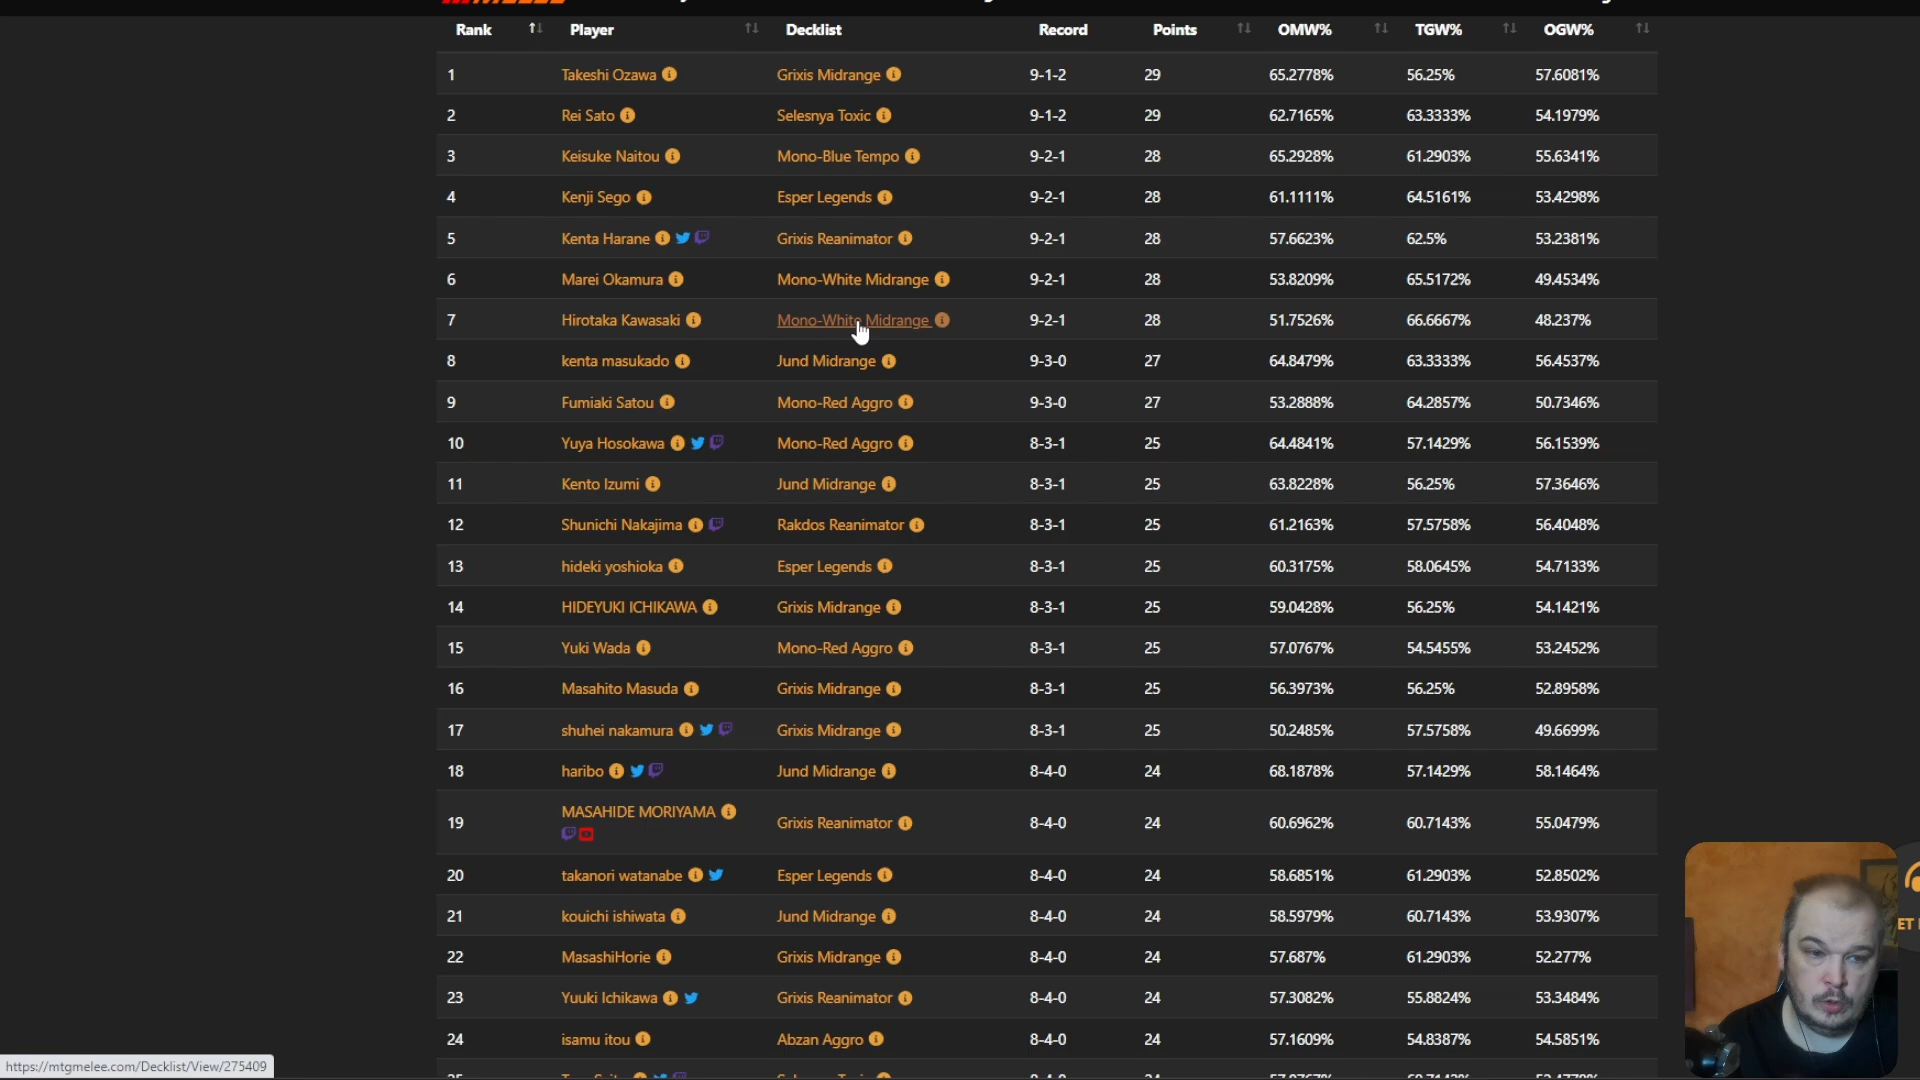 Rank Player Decklist Record Points OMW% TGW% OGW%
1 Takeshi Ozawa Grixis Midrange 9-1-2 29 65.2778% 56.25% 57.6081%
2 Rei Sato Selesnya Toxic 9-1-2 29 62.7165% 63.3333% 54.1979%
3 Keisuke Naitou Mono-Blue Tempo 9-2-1 28 65.2928% 61.2903% 55.6341%
4 Kenji Sego Esper Legends 9-2-1 28 61.1111% 64.5161% 53.4298%
5 Kenta Harane Grixis Reanimator 9-2-1 28 57.6623% 62.5% 53.2381%
6 Marei Okamura Mono-White Midrange 9-2-1 28 53.8209% 65.5172% 49.4534%
7 Hirotaka Kawasaki Mono-White Midrange 9-2-1 28 51.7526% 66.6667% 48.237%
8 kenta masukado Jund Midrange 9-3-0 27 64.8479% 63.3333% 56.4537%
9 Fumiaki Satou Mono-Red Aggro 9-3-0 27 53.2888% 64.2857% 50.7346%
10 Yuya Hosokawa Mono-Red Aggro 8-3-1 25 64.4841% 57.1429% 56.1539%
11 Kento Izumi Jund Midrange 8-3-1 25 63.8228% 56.25% 57.3646%
12 Shunichi Nakajima Rakdos Reanimator 8-3-1 25 61.2163% 57.5758% 56.4048%
13 hideki yoshioka Esper Legends 8-3-1 25 60.3175% 58.0645% 54.7133%
14 HIDEYUKI ICHIKAWA Grixis Midrange 8-3-1 25 59.0428% 56.25% 54.1421%
15 Yuki Wada Mono-Red Aggro 8-3-1 25 57.0767% 54.5455% 53.2452%
16 Masahito Masuda Grixis Midrange 8-3-1 25 56.3973% 56.25% 52.8958%
17 shuhei nakamura Grixis Midrange 8-3-1 25 50.2485% 57.5758% 49.6699%
18 haribo Jund Midrange 8-4-0 24 68.1878% 57.1429% 58.1464%
19 MASAHIDE MORIYAMA Grixis Reanimator 8-4-0 24 60.6962% 60.7143% 55.0479%
20 takanori watanabe Esper Legends 8-4-0 24 58.6851% 61.2903% 52.8502%
21 kouichi ishiwata Jund Midrange 8-4-0 24 58.5979% 60.7143% 53.9307%
22 MasashiHorie Grixis Midrange 8-4-0 24 57.687% 61.2903% 52.277%
23 Yuuki Ichikawa Grixis Reanimator 8-4-0 24 57.3082% 55.8824% 53.3484%
24 isamu itou Abzan Aggro 8-4-0 24 57.1609% 54.8387% 54.5851%
https://mtgmelee.com/Decklist/View/275409